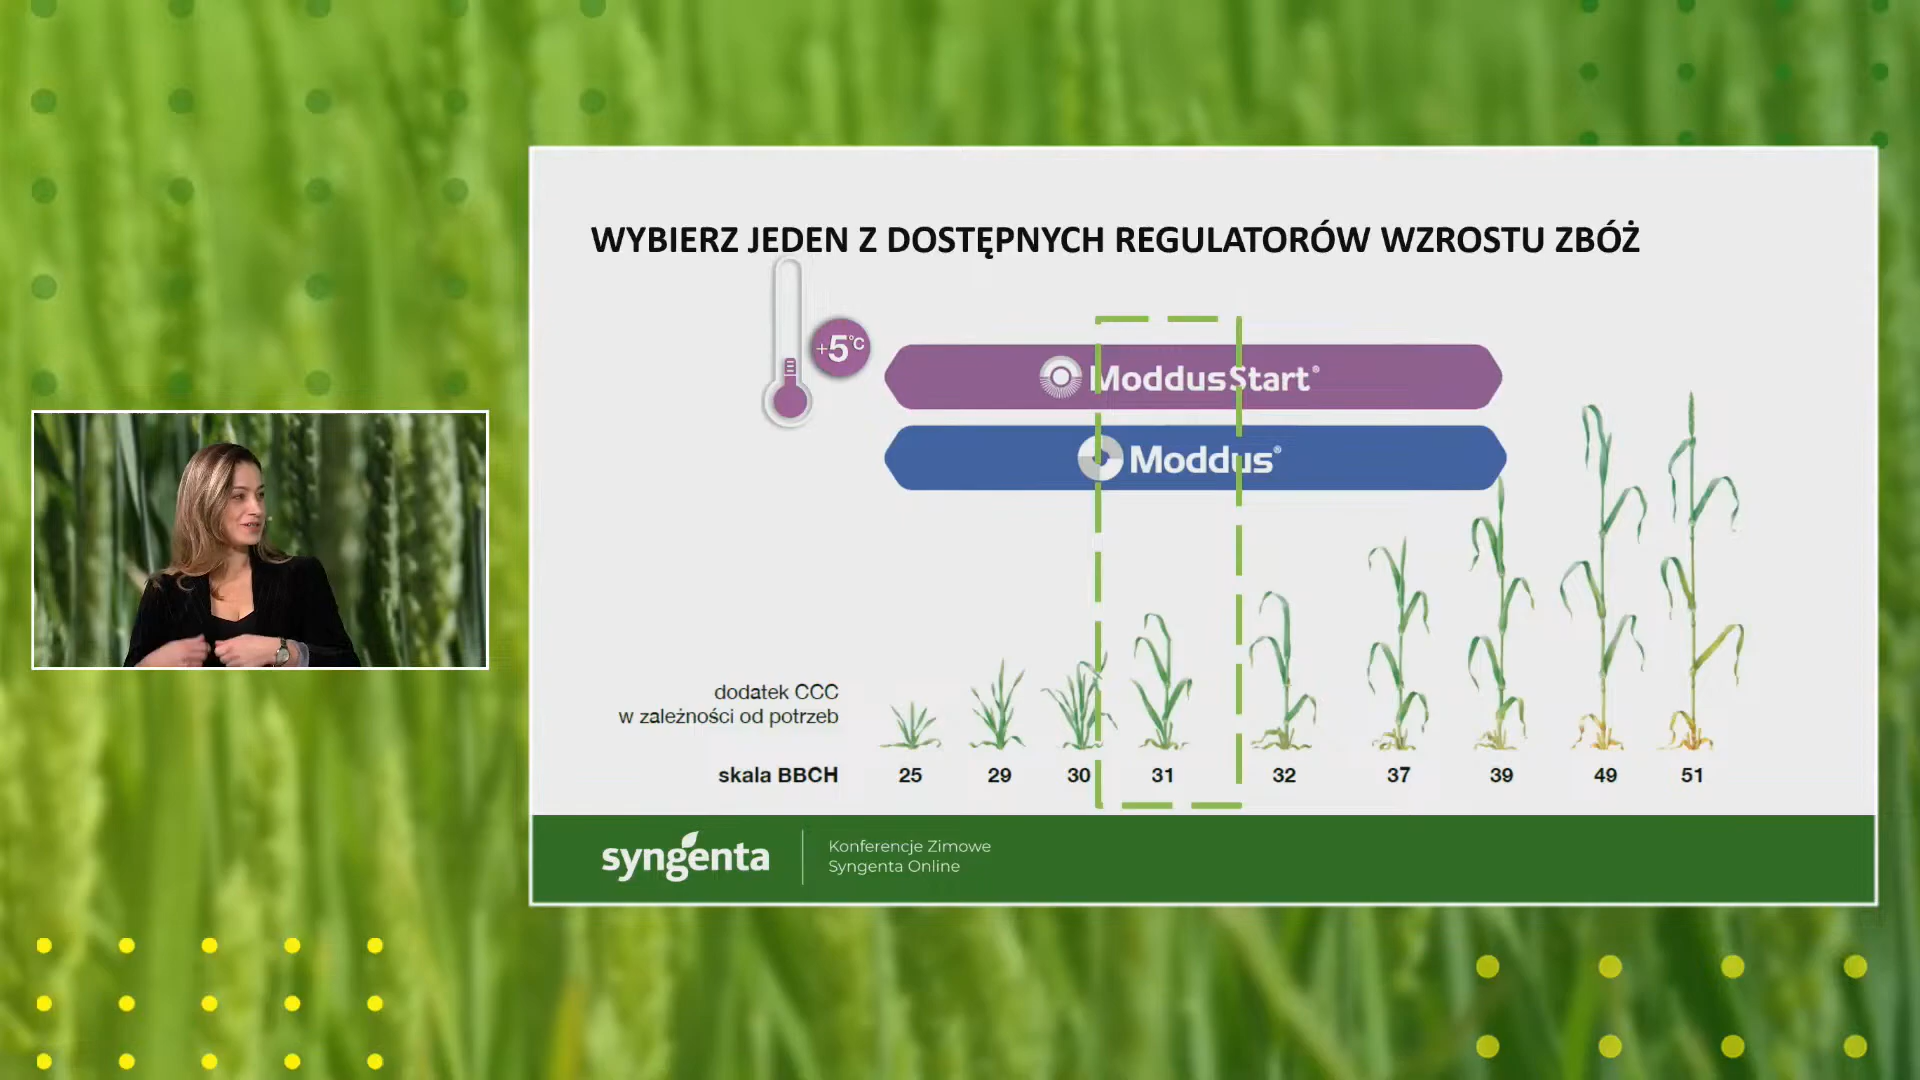 WYBIERZ JEDEN Z DOSTĘPNYCH REGULATORÓW WZROSTU ZBÓŻ
+5°C
ModdusStart®
Moddus®
dodatek CCC
w zależności od potrzeb
skala BBCH 25 29 30 31 32 37 39 49 51
syngenta
Konferencje Zimowe
Syngenta Online